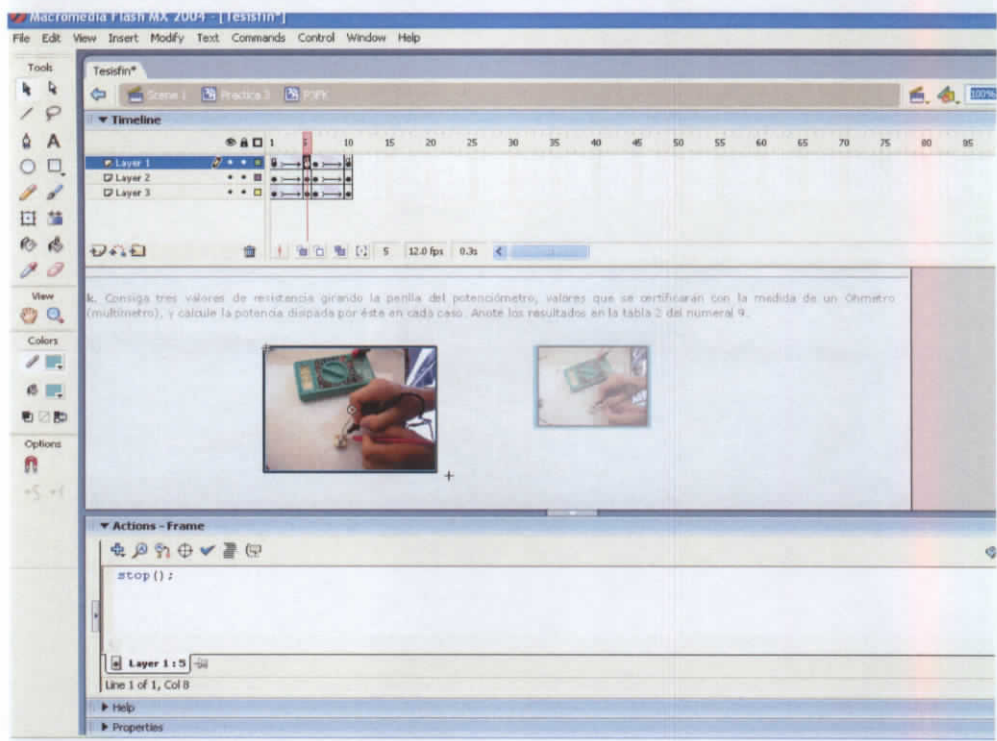 Macromedia Flash MX 2004 - [Tesisfin*]
File Edit View Insert Modify Text Commands Control Window Help
Tools
Tesisfin*
Scene 1 Practica 3 P3Fk
100%
Timeline
1 5 10 15 20 25 30 35 40 45 50 55 60 65 70 75 80 85
Layer 1
Layer 2
Layer 3
5 12.0 fps 0.3s
View
Colors
Options
k. Consiga tres valores de resistencia girando la perilla del potenciómetro, valores que se certificarán con la medida de un Ohmetro
(multímetro), y calcule la potencia disipada por éste en cada caso. Anote los resultados en la tabla 2 del numeral 9.
Actions - Frame
stop();
Layer 1 : 5
Line 1 of 1, Col 8
Help
Properties